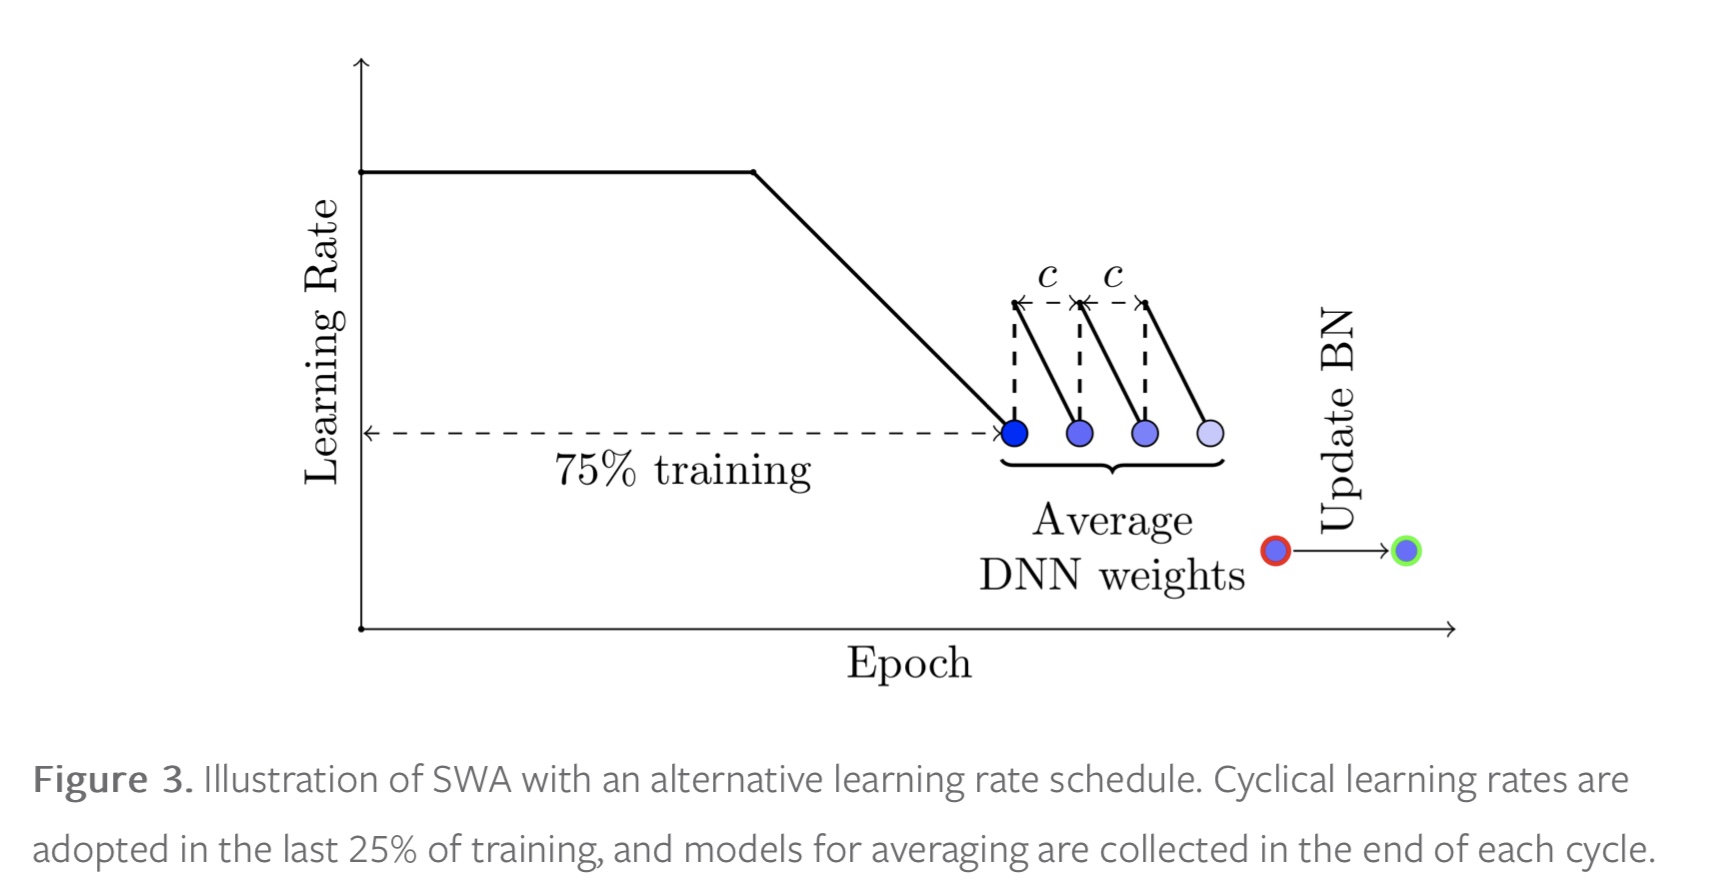 Learning Rate
c c
75% training
Average
DNN weights
Update BN
Epoch
Figure 3. Illustration of SWA with an alternative learning rate schedule. Cyclical learning rates are
adopted in the last 25% of training, and models for averaging are collected in the end of each cycle.